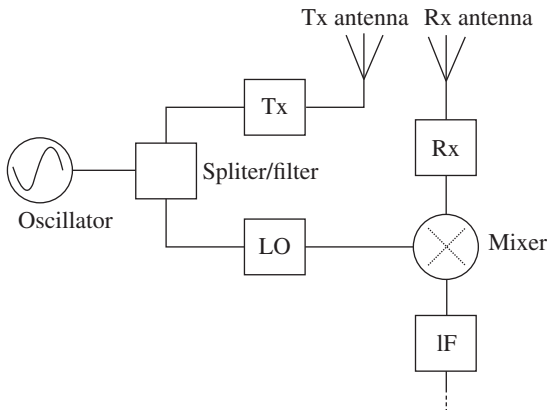 Tx antenna
Rx antenna
Tx
Rx
Spliter/filter
Oscillator
LO
Mixer
IF